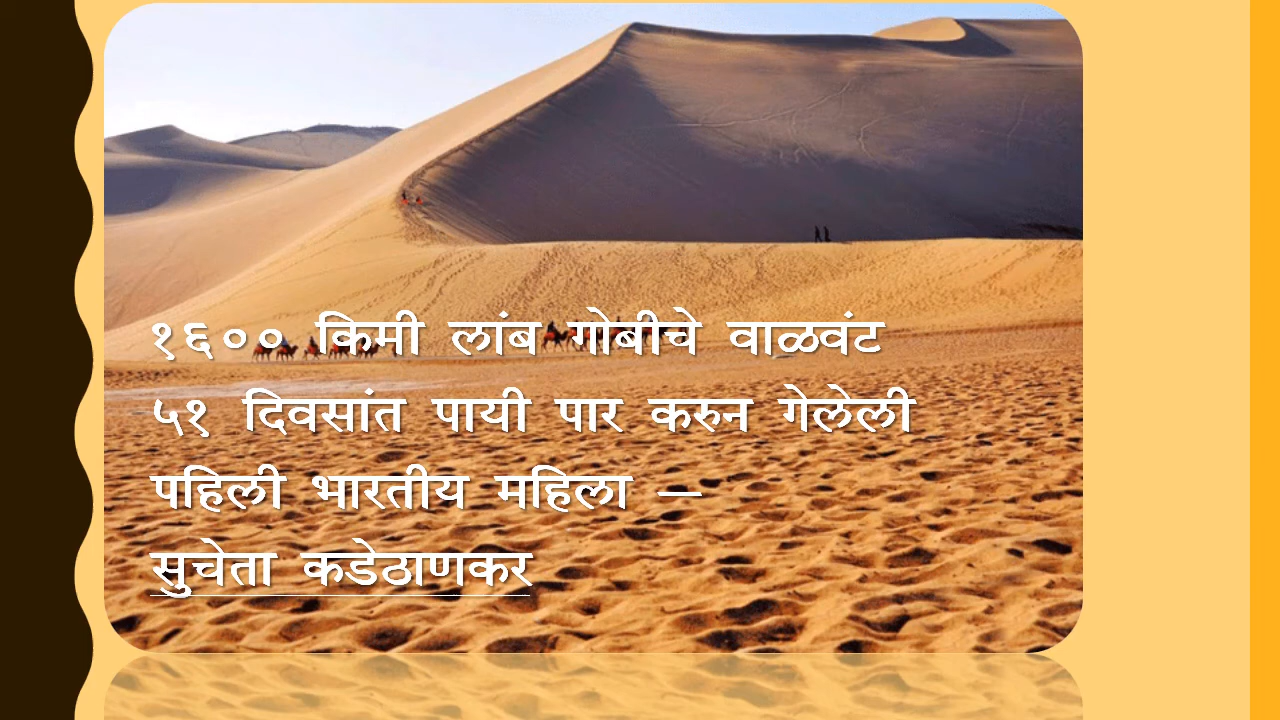 १६०० किमी लांब गोबीचे वाळवंट
५१ दिवसांत पायी पार करुन गेलेली
पहिली भारतीय महिला —
सुचेता कडेठाणकर